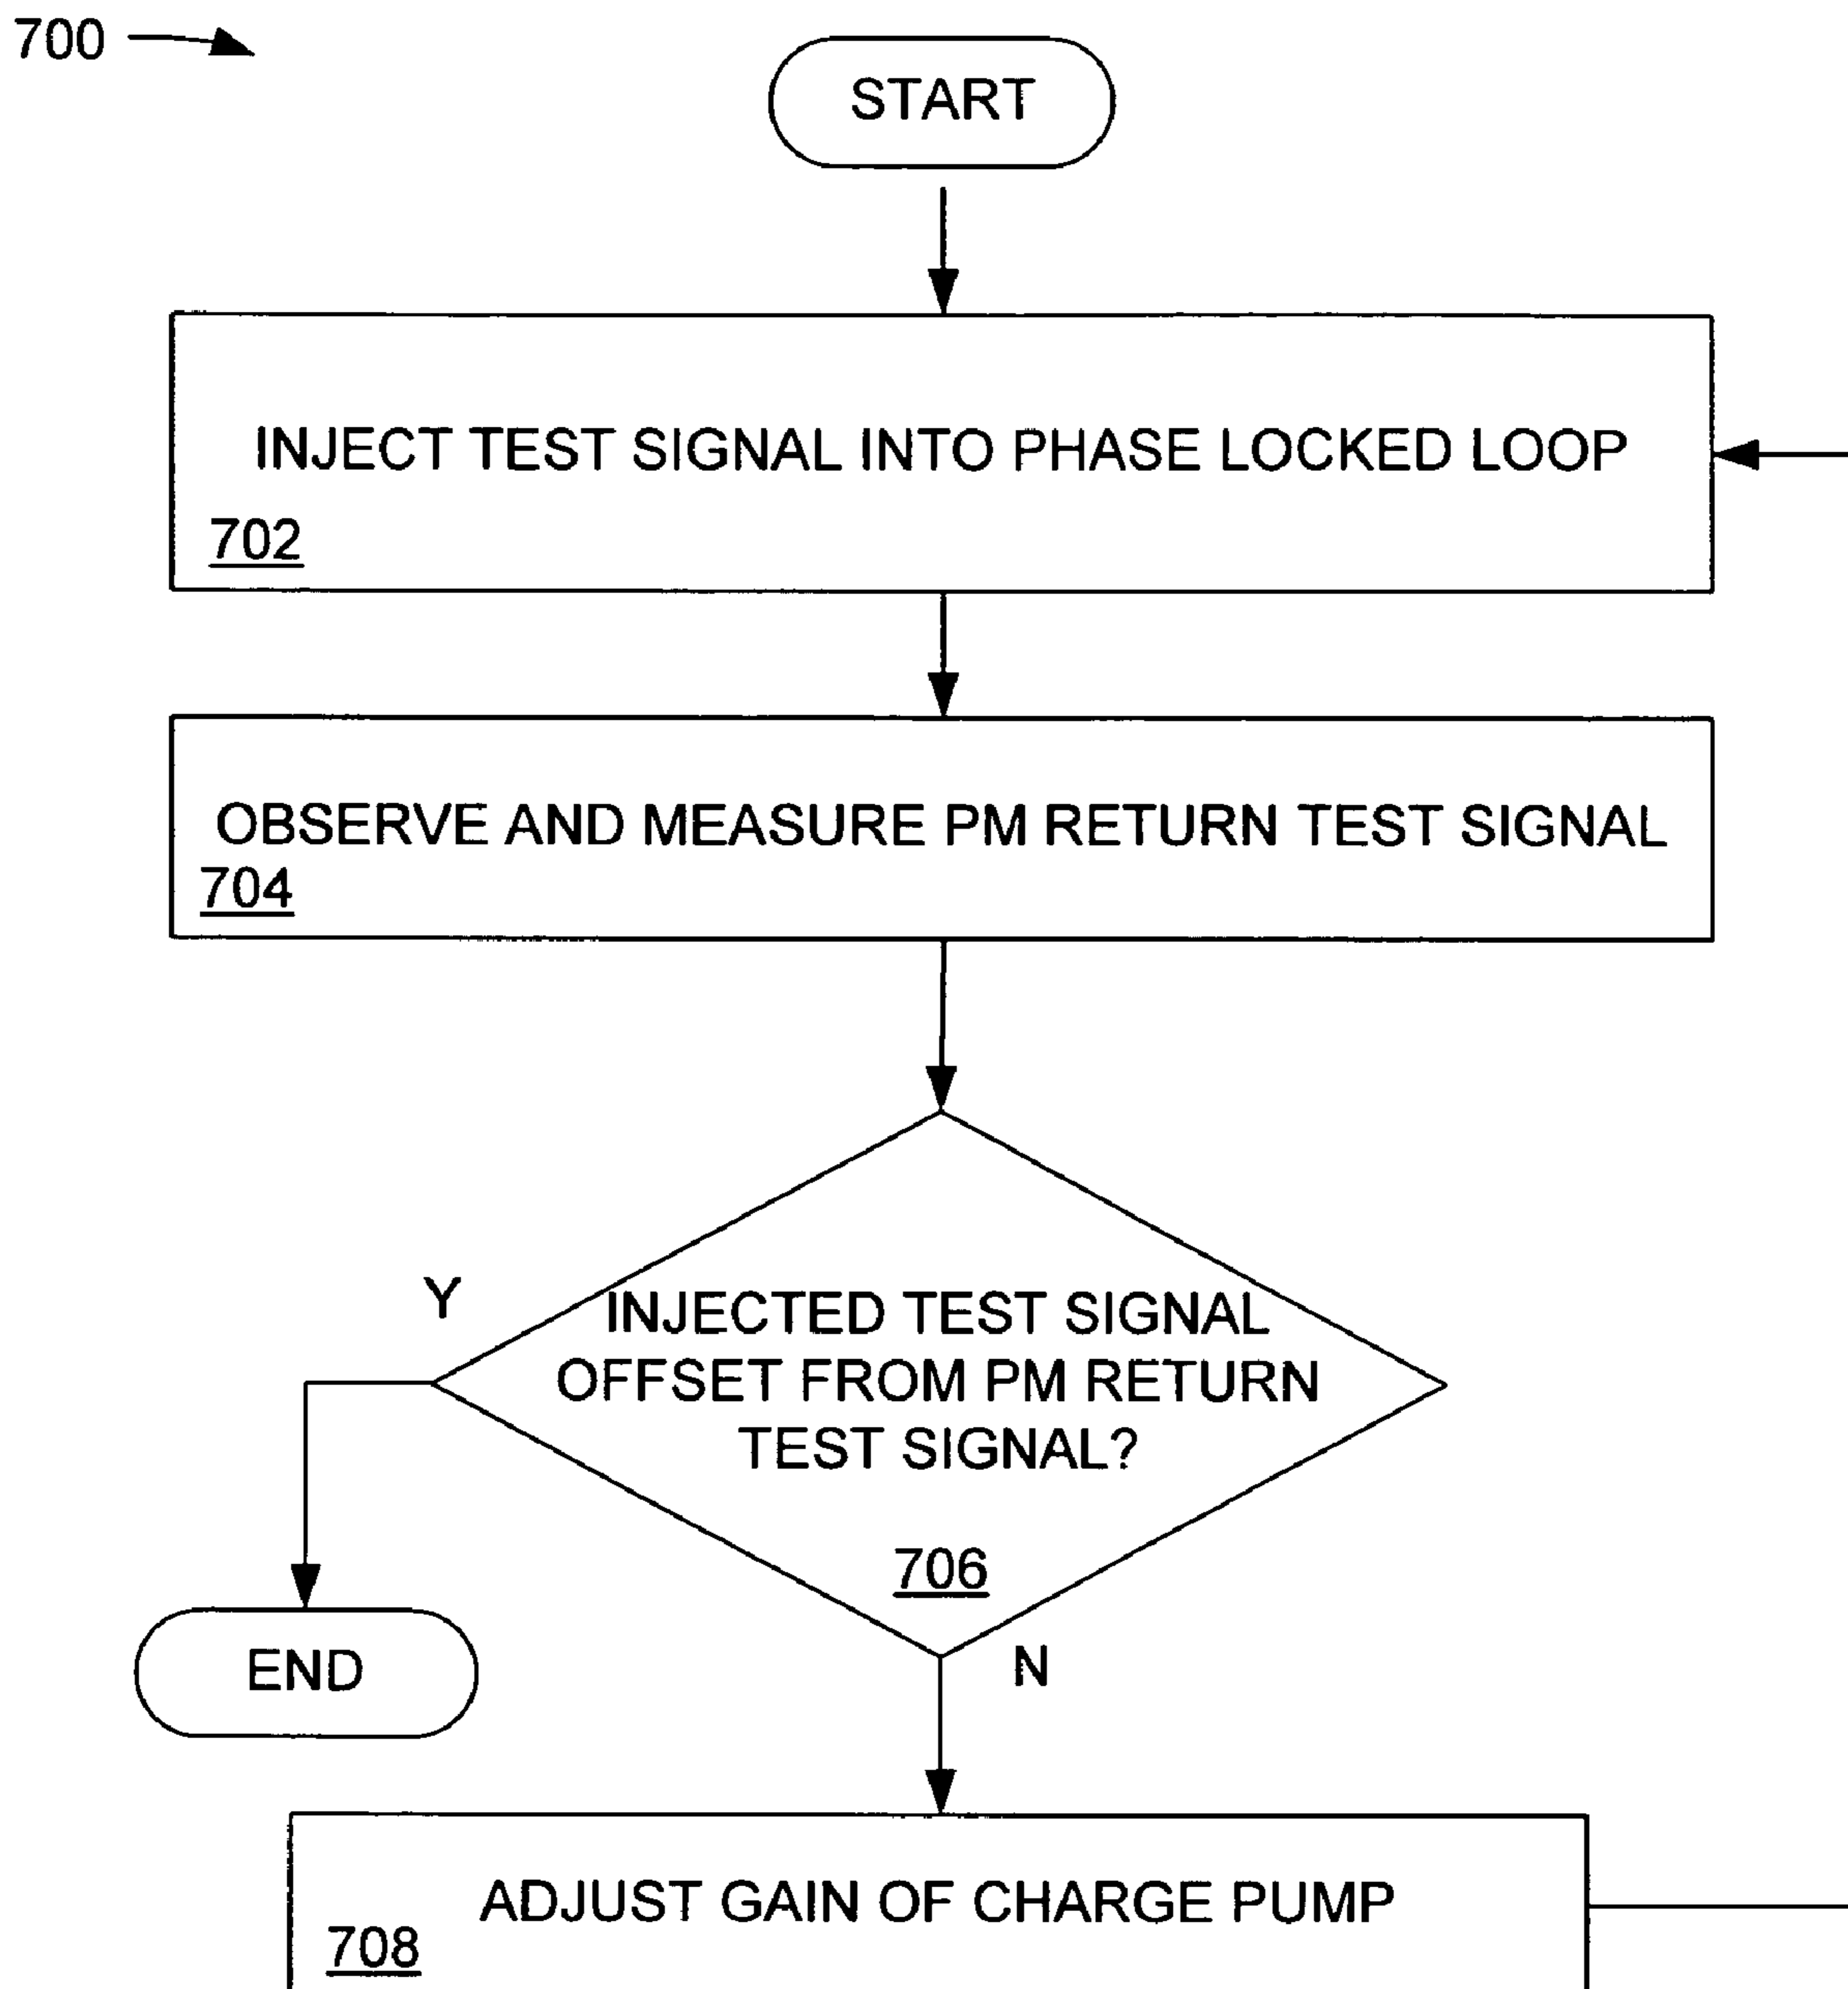 700
START
INJECT TEST SIGNAL INTO PHASE LOCKED LOOP
702
OBSERVE AND MEASURE PM RETURN TEST SIGNAL
704
Y
INJECTED TEST SIGNAL
OFFSET FROM PM RETURN
TEST SIGNAL?
706
END
N
ADJUST GAIN OF CHARGE PUMP
708